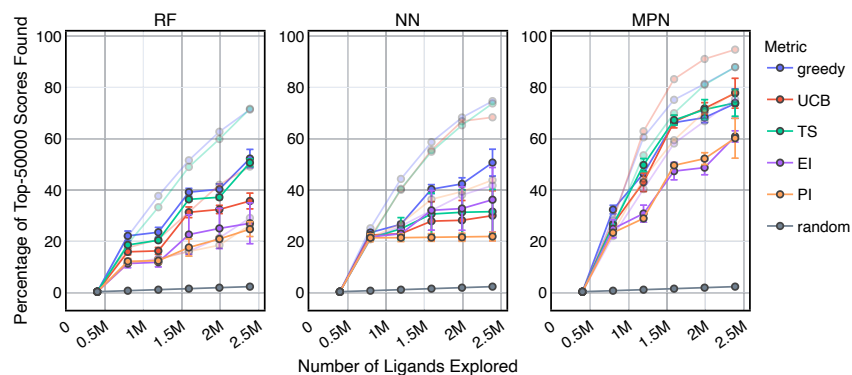 RF
NN
MPN
Percentage of Top-50000 Scores Found
100
80
60
40
20
0
100
80
60
40
20
0
100
80
60
40
20
0
0
0.5M
1M
1.5M
2M
2.5M
0
0.5M
1M
1.5M
2M
2.5M
0
0.5M
1M
1.5M
2M
2.5M
Number of Ligands Explored
Metric
greedy
UCB
TS
EI
PI
random